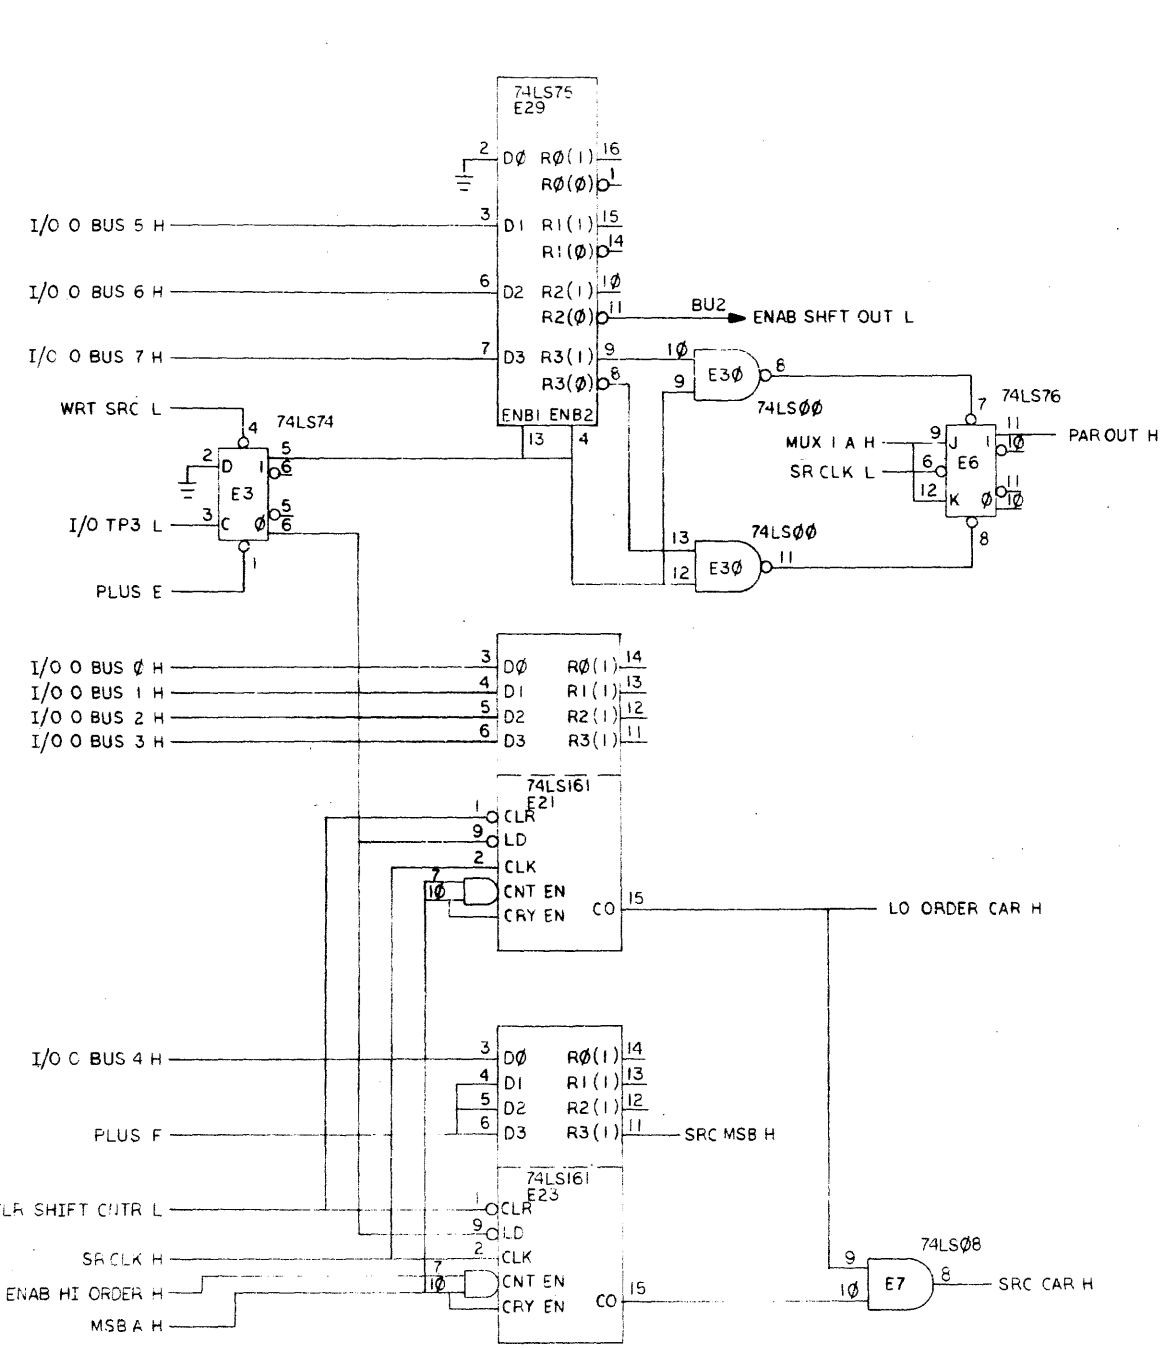 74LS75
E29
2 DØ RØ(1) 16
RØ(Ø) 1
I/O O BUS 5 H 3 D1 R1(1) 15
R1(Ø) 14
I/O O BUS 6 H 6 D2 R2(1) 1Ø
R2(Ø) 11 BU2 ENAB SHFT OUT L
I/O O BUS 7 H 7 D3 R3(1) 9 1Ø
R3(Ø) 8 9 E3Ø 8
74LSØØ
ENB1 ENB2
13 4
WRT SRC L 4 74LS74
2 D 1 5
6
E3
5
I/O TP3 L 3 C Ø 6
1
PLUS E
7 74LS76
MUX 1 A H 9 J 1 11 PAR OUT H
1Ø
SR CLK L 6 E6
11
12 K Ø 1Ø
8
74LSØØ
13
12 E3Ø 11
I/O O BUS Ø H 3 DØ RØ(1) 14
I/O O BUS 1 H 4 D1 R1(1) 13
I/O O BUS 2 H 5 D2 R2(1) 12
I/O O BUS 3 H 6 D3 R3(1) 11
74LS161
E21
1 CLR
9 LD
2 CLK
7
1Ø CNT EN
CRY EN CO 15 LO ORDER CAR H
I/O C BUS 4 H 3 DØ RØ(1) 14
4 D1 R1(1) 13
5 D2 R2(1) 12
PLUS F 6 D3 R3(1) 11 SRC MSB H
74LS161
E23
LR SHIFT CNTR L 1 CLR
9 LD
SR CLK H 2 CLK
7
ENAB HI ORDER H 1Ø CNT EN
CRY EN CO 15
MSB A H
74LSØ8
9
1Ø E7 8 SRC CAR H